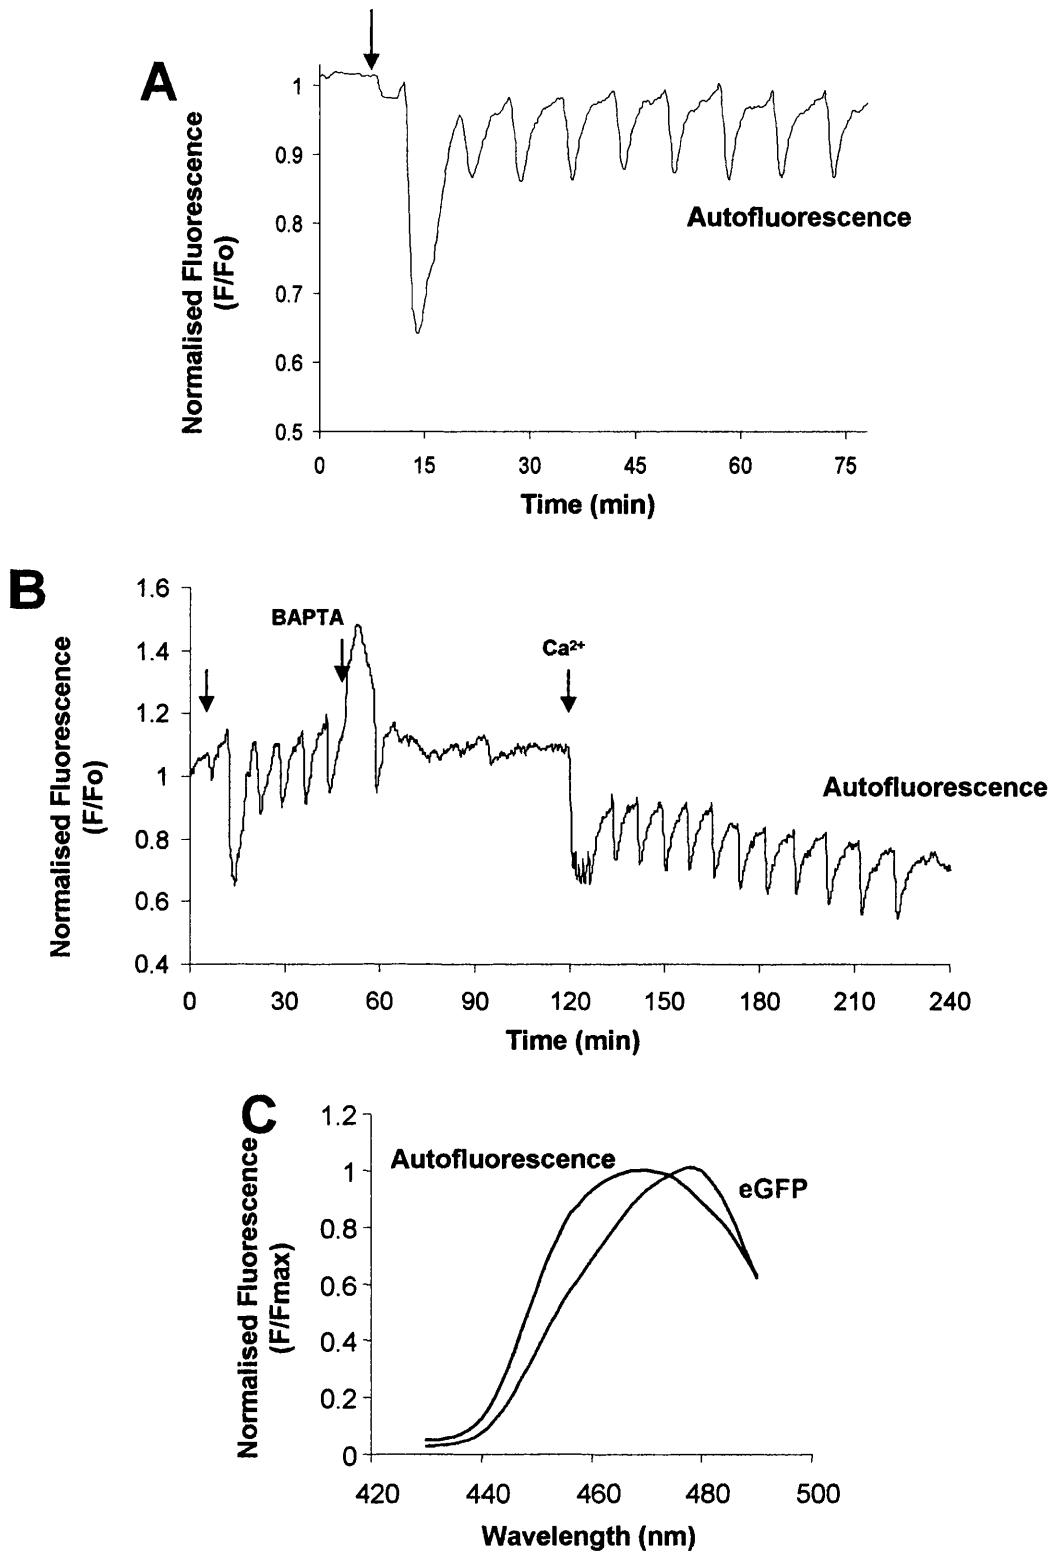 A
Normalised Fluorescence
(F/Fo)
1
0.9
0.8
0.7
0.6
0.5
Autofluorescence
0 15 30 45 60 75
Time (min)
B
Normalised Fluorescence
(F/Fo)
1.6
1.4
1.2
1
0.8
0.6
0.4
BAPTA
Ca²⁺
Autofluorescence
0 30 60 90 120 150 180 210 240
Time (min)
C
Normalised Fluorescence
(F/Fmax)
1.2
1
0.8
0.6
0.4
0.2
0
Autofluorescence
eGFP
420 440 460 480 500
Wavelength (nm)